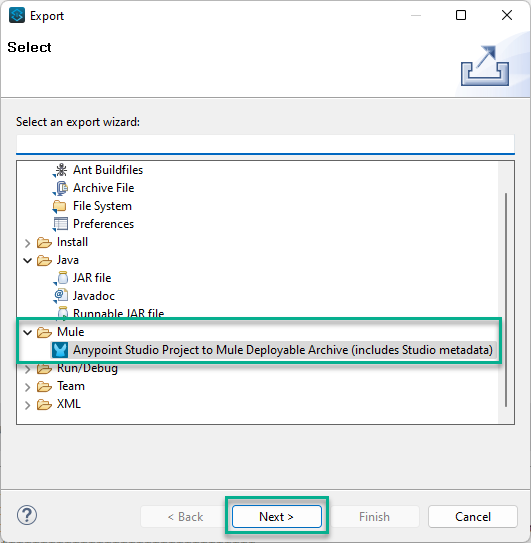 Export
Select
Select an export wizard:
Ant Buildfiles
Archive File
File System
Preferences
Install
Java
JAR file
Javadoc
Runnable JAR file
Mule
Anypoint Studio Project to Mule Deployable Archive (includes Studio metadata)
Run/Debug
Team
XML
< Back
Next >
Finish
Cancel